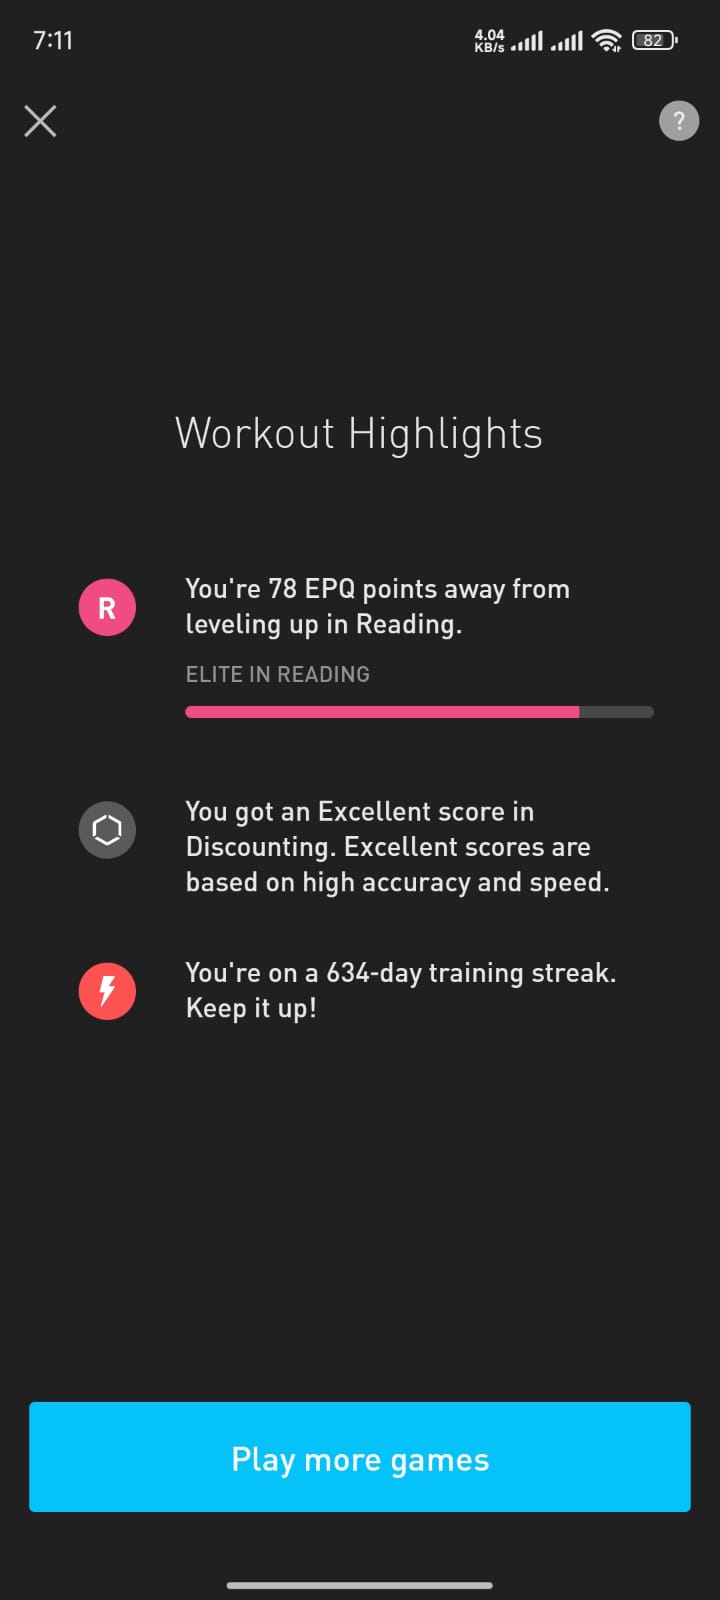 7:11
4.04
KB/s
82
?
Workout Highlights
R
You're 78 EPQ points away from
leveling up in Reading.
ELITE IN READING
You got an Excellent score in
Discounting. Excellent scores are
based on high accuracy and speed.
You're on a 634-day training streak.
Keep it up!
Play more games